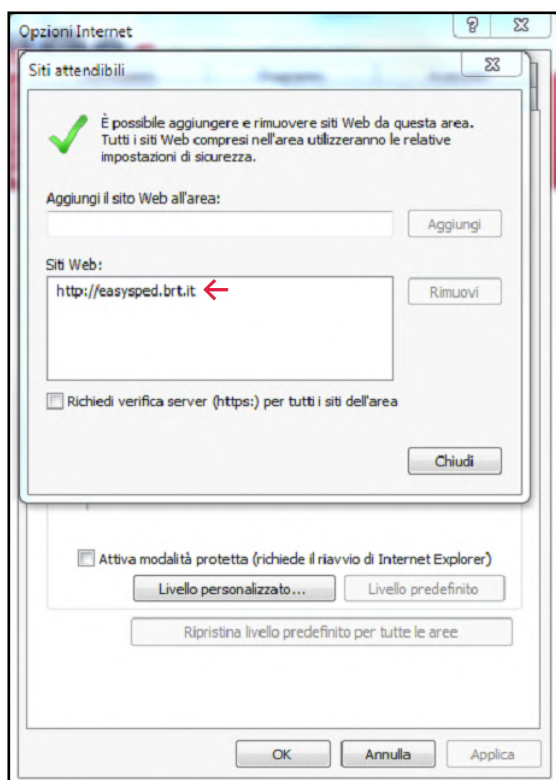 Opzioni Internet
Siti attendibili
È possibile aggiungere e rimuovere siti Web da questa area.
Tutti i siti Web compresi nell'area utilizzeranno le relative
impostazioni di sicurezza.
Aggiungi il sito Web all'area:
Aggiungi
Siti Web:
http://easysped.brt.it
Rimuovi
Richiedi verifica server (https:) per tutti i siti dell'area
Chiudi
Attiva modalità protetta (richiede il riavvio di Internet Explorer)
Livello personalizzato...
Livello predefinito
Ripristina livello predefinito per tutte le aree
OK
Annulla
Applica